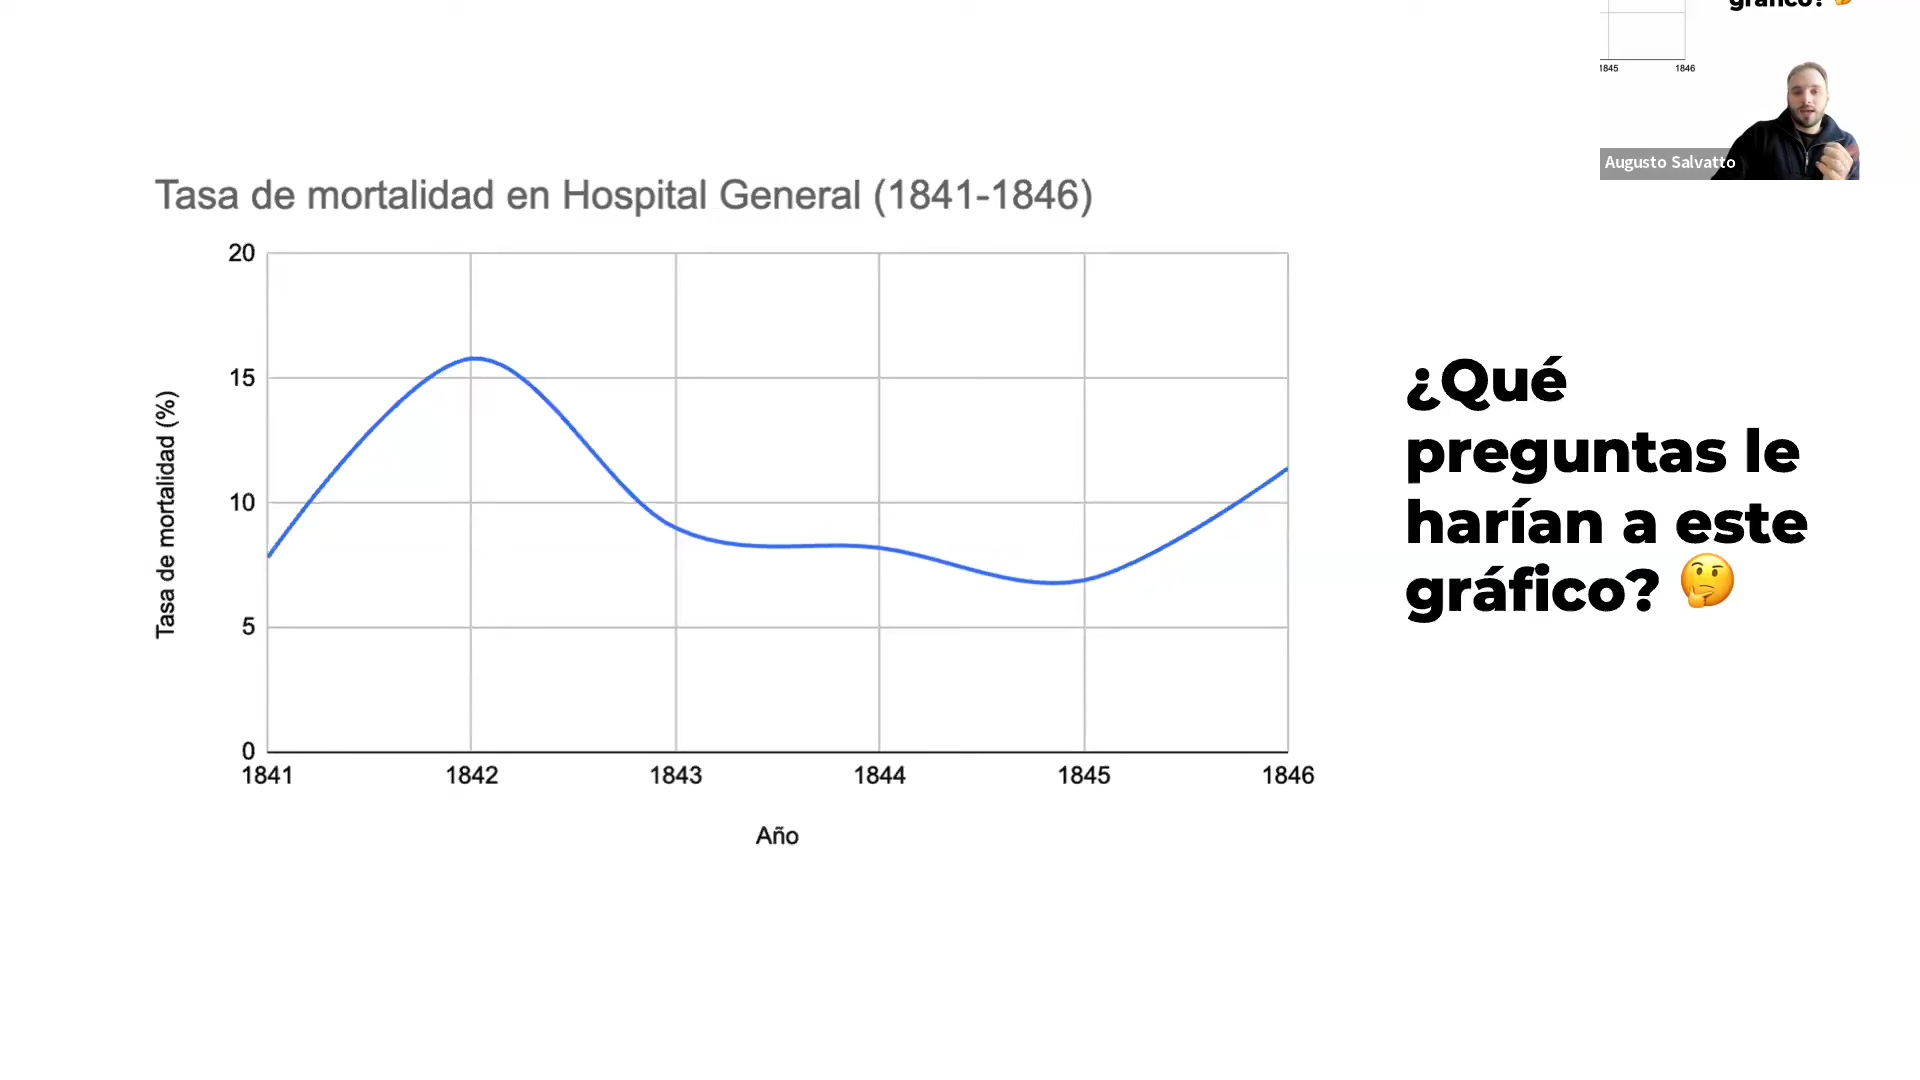 gráfico? 🤔
1845 1846
Augusto Salvatto
Tasa de mortalidad en Hospital General (1841-1846)
20
15
10
5
0
Tasa de mortalidad (%)
1841 1842 1843 1844 1845 1846
Año
¿Qué
preguntas le
harían a este
gráfico? 🤔